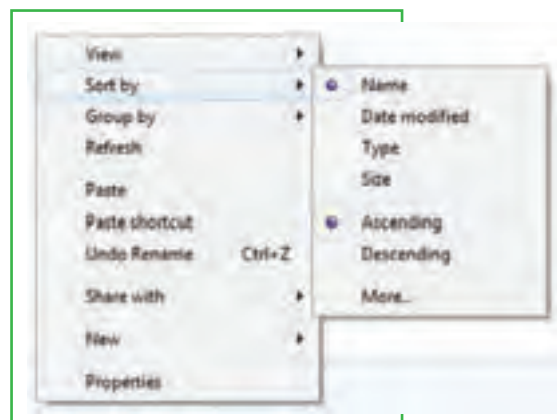 View
Sort by
Group by
Refresh
Paste
Paste shortcut
Undo Rename Ctrl+Z
Share with
New
Properties
Name
Date modified
Type
Size
Ascending
Descending
More...